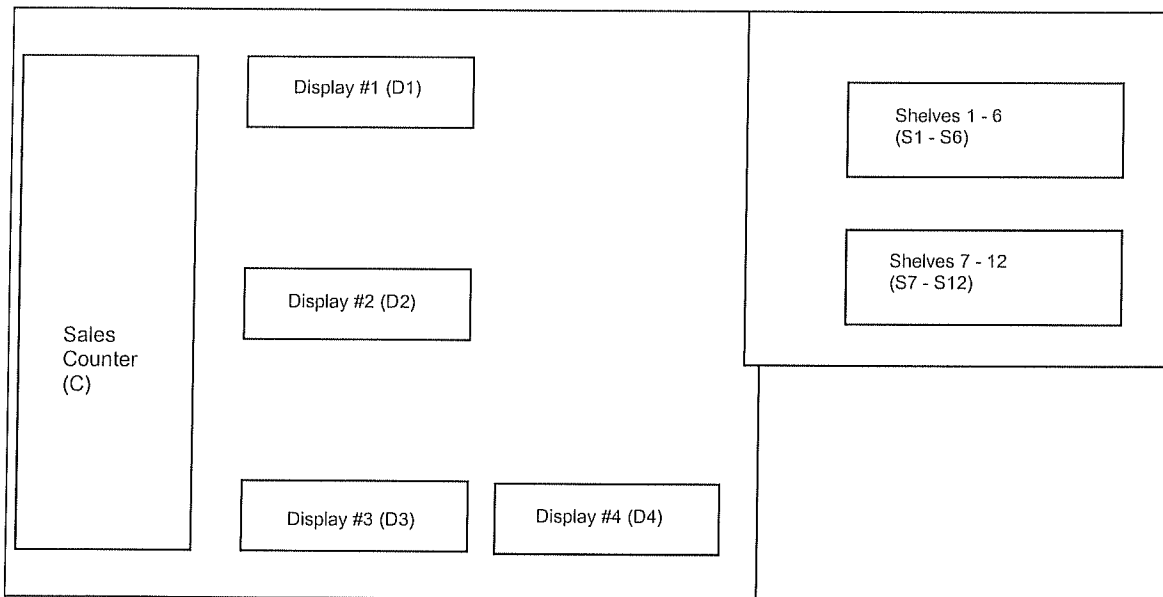 Display #1 (D1)
Shelves 1 - 6
(S1 - S6)
Shelves 7 - 12
(S7 - S12)
Display #2 (D2)
Sales
Counter
(C)
Display #3 (D3)
Display #4 (D4)